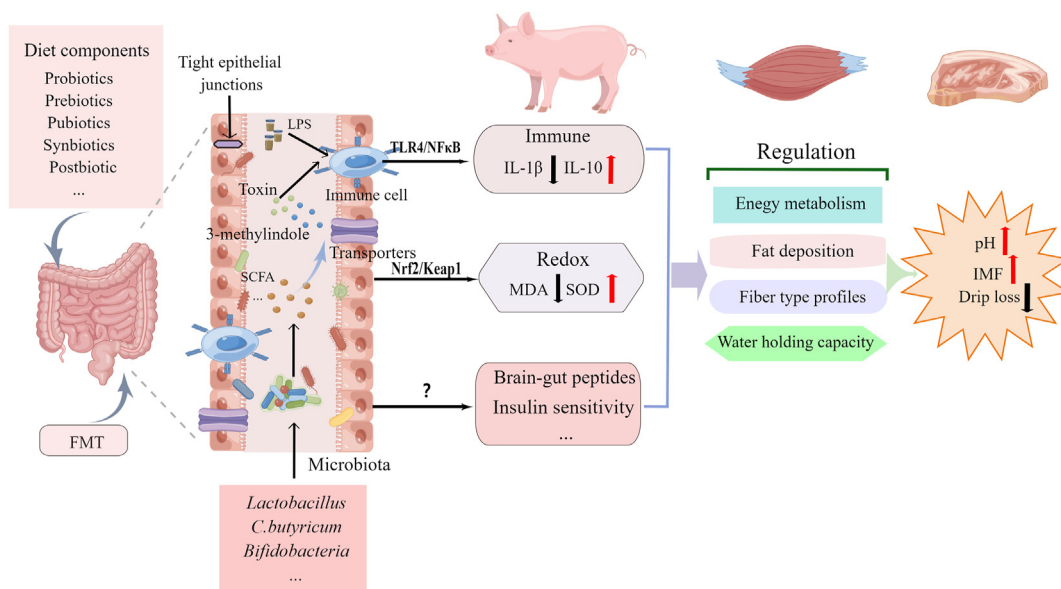 Diet components
Probiotics
Prebiotics
Pubiotics
Synbiotics
Postbiotic
...
FMT
Tight epithelial
junctions
LPS
Toxin
Immune cell
3-methylindole
Transporters
SCFA
...
Microbiota
Lactobacillus
C.butyricum
Bifidobacteria
...
TLR4/NFκB
Immune
IL-1β IL-10
Nrf2/Keap1
Redox
MDA SOD
?
Brain-gut peptides
Insulin sensitivity
...
Regulation
Enegy metabolism
Fat deposition
Fiber type profiles
Water holding capacity
pH
IMF
Drip loss